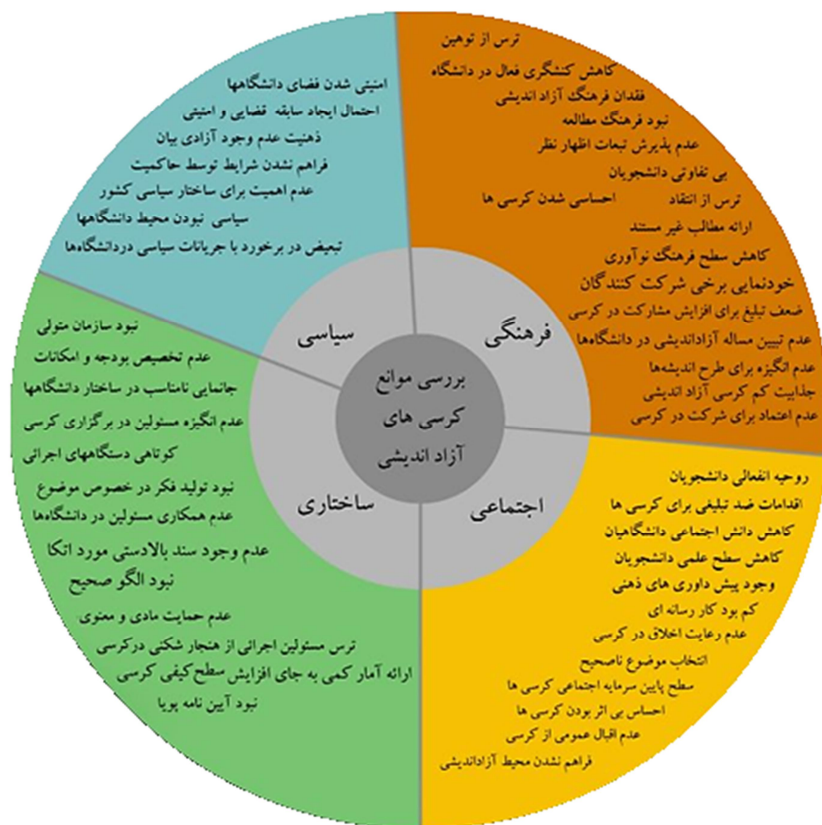 بررسی موانع
کرسی های
آزاد اندیشی
فرهنگی
ترس از توهین
کاهش کنشگری فعال در دانشگاه
فقدان فرهنگ آزاد اندیشی
نبود فرهنگ مطالعه
عدم پذیرش تبعات اظهار نظر
بی تفاوتی دانشجویان
ترس از انتقاد احساسی شدن کرسی ها
ارائه مطالب غیر مستند
کاهش سطح فرهنگ نوآوری
خودنمایی برخی شرکت کنندگان
ضعف تبلیغ برای افزایش مشارکت در کرسی
عدم تبیین مساله آزاداندیشی در دانشگاه‌ها
عدم انگیزه برای طرح اندیشه‌ها
جذابیت کم کرسی آزاد اندیشی
عدم اعتماد برای شرکت در کرسی
سیاسی
امنیتی شدن فضای دانشگاهها
احتمال ایجاد سابقه قضایی و امنیتی
ذهنیت عدم وجود آزادی بیان
فراهم نشدن شرایط توسط حاکمیت
عدم اهمیت برای ساختار سیاسی کشور
سیاسی نبودن محیط دانشگاهها
تبعیض در برخورد با جریانات سیاسی دردانشگاه‌ها
ساختاری
نبود سازمان متولی
عدم تخصیص بودجه و امکانات
جانمایی نامناسب در ساختار دانشگاهها
عدم انگیزه مسئولین در برگزاری کرسی
کوتاهی دستگاههای اجرائی
نبود تولید فکر در خصوص موضوع
عدم همکاری مسئولین در دانشگاه‌ها
عدم وجود سند بالادستی مورد اتکا
نبود الگو صحیح
عدم حمایت مادی و معنوی
ترس مسئولین اجرائی از هنجار شکنی درکرسی
ارائه آمار کمی به جای افزایش سطح کیفی کرسی
نبود آیین نامه پویا
اجتماعی
روحیه انفعالی دانشجویان
اقدامات ضد تبلیغی برای کرسی ها
کاهش دانش اجتماعی دانشگاهیان
کاهش سطح علمی دانشجویان
وجود پیش داوری های ذهنی
کم بود کار رسانه ای
عدم رعایت اخلاق در کرسی
انتخاب موضوع ناصحیح
سطح پایین سرمایه اجتماعی کرسی ها
احساس بی اثر بودن کرسی ها
عدم اقبال عمومی از کرسی
فراهم نشدن محیط آزاداندیشی